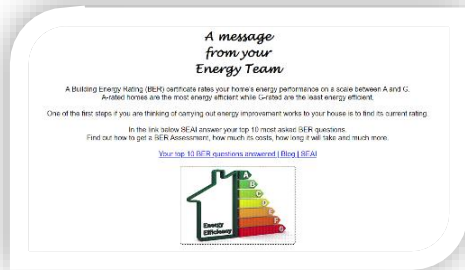 A message
from your
Energy Team
A Building Energy Rating (BER) certificate rates your home's energy performance on a scale between A and G.
A-rated homes are the most energy efficient while G-rated are the least energy efficient.
One of the first steps if you are thinking of carrying out energy improvement works to your house is to find its current rating.
In the link below SEAI answer your top 10 most asked BER questions.
Find out how to get a BER Assessment, how much its costs, how long it will take and much more.
Your top 10 BER questions answered | Blog | SEAI
A
B
C
D
E
F
G
Energy
Efficiency